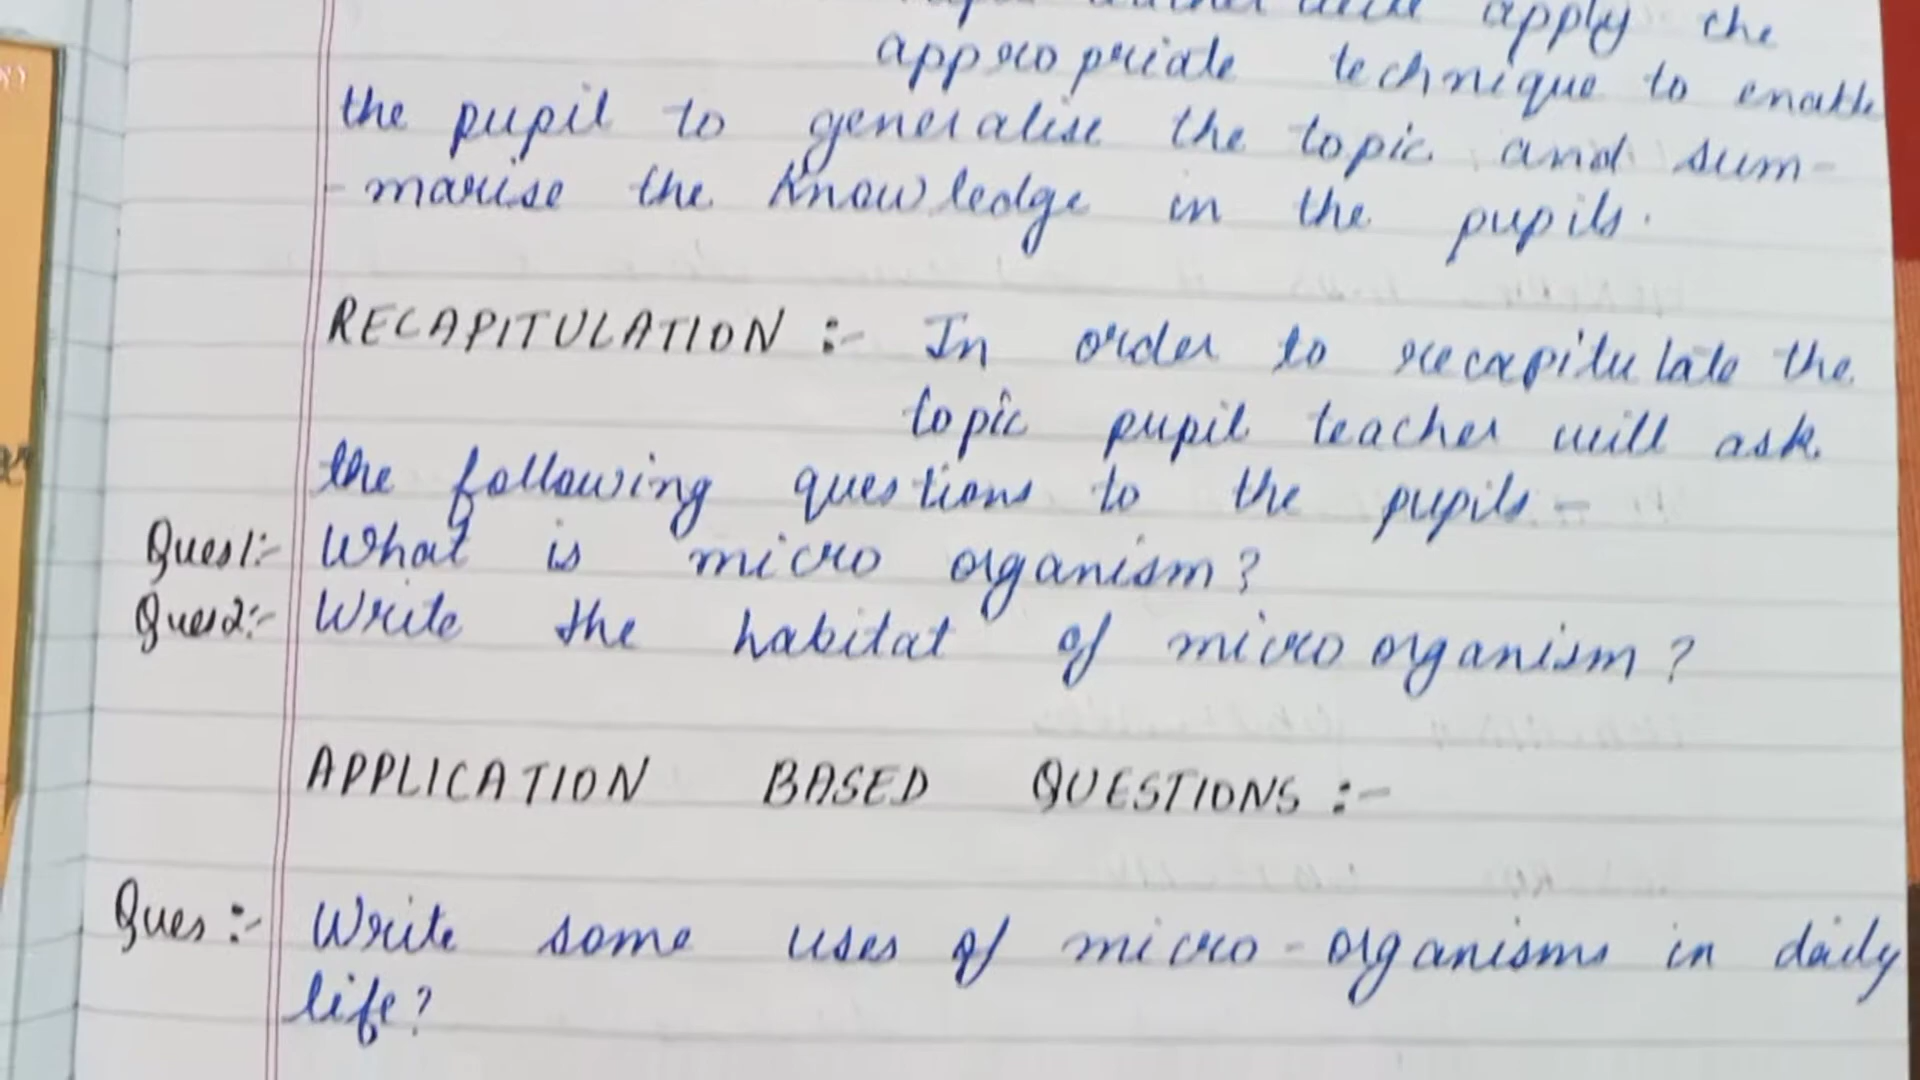 apply the
appropriate technique to enable
the pupil to generalise the topic and sum-
-marise the knowledge in the pupils.
RECAPITULATION :- In order to recapitulate the
topic pupil teacher will ask
the following questions to the pupils -
Ques1:- What is micro organism?
Ques2:- Write the habitat of micro organism?
APPLICATION BASED QUESTIONS :-
Ques :- Write some uses of micro-organisms in daily
life?